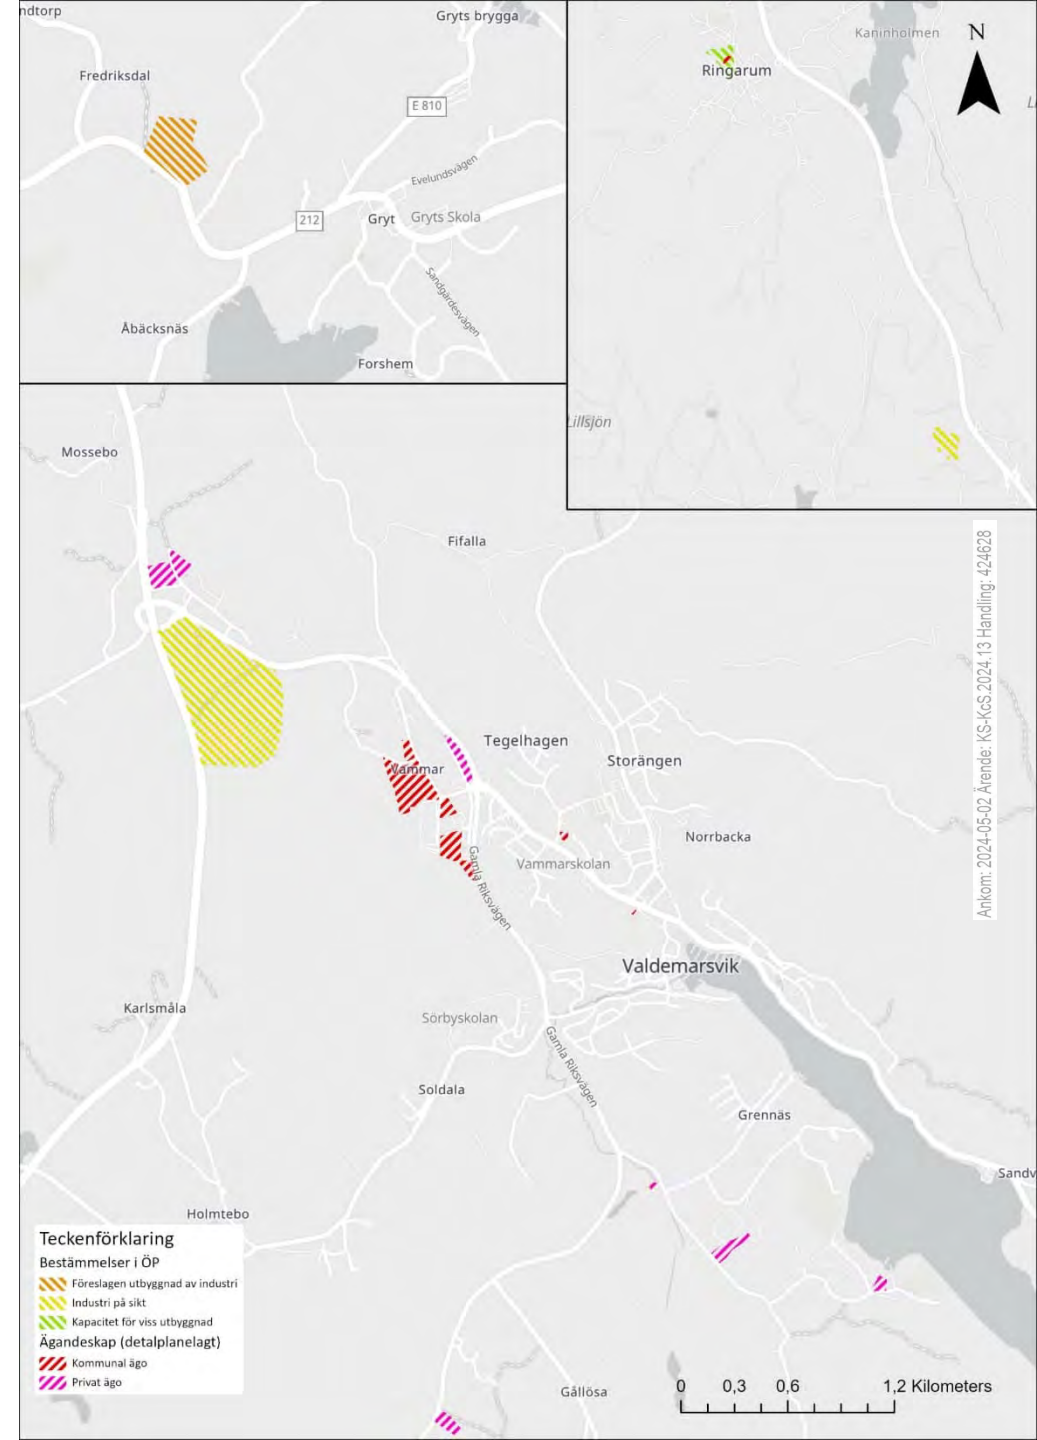 ndtorp
Gryts brygga
Fredriksdal
E 810
Evelundsvägen
212
Gryt
Gryts Skola
Sandgärdesvägen
Åbäcksnäs
Forshem
Kaninholmen
N
Ringarum
Lillsjön
Mossebo
Fifalla
Vammar
Tegelhagen
Storängen
Norrbacka
Vammarskolan
Gamla Riksvägen
Valdemarsvik
Karlsmåla
Sörbyskolan
Gamla Riksvägen
Soldala
Grennäs
Sandv
Holmtebo
Gållösa
Ankom: 2024-05-02 Ärende: KS-KcS.2024.13 Handling: 424628
Teckenförklaring
Bestämmelser i ÖP
Föreslagen utbyggnad av industri
Industri på sikt
Kapacitet för viss utbyggnad
Ägandeskap (detalplanelagt)
Kommunal ägo
Privat ägo
0 0,3 0,6 1,2 Kilometers